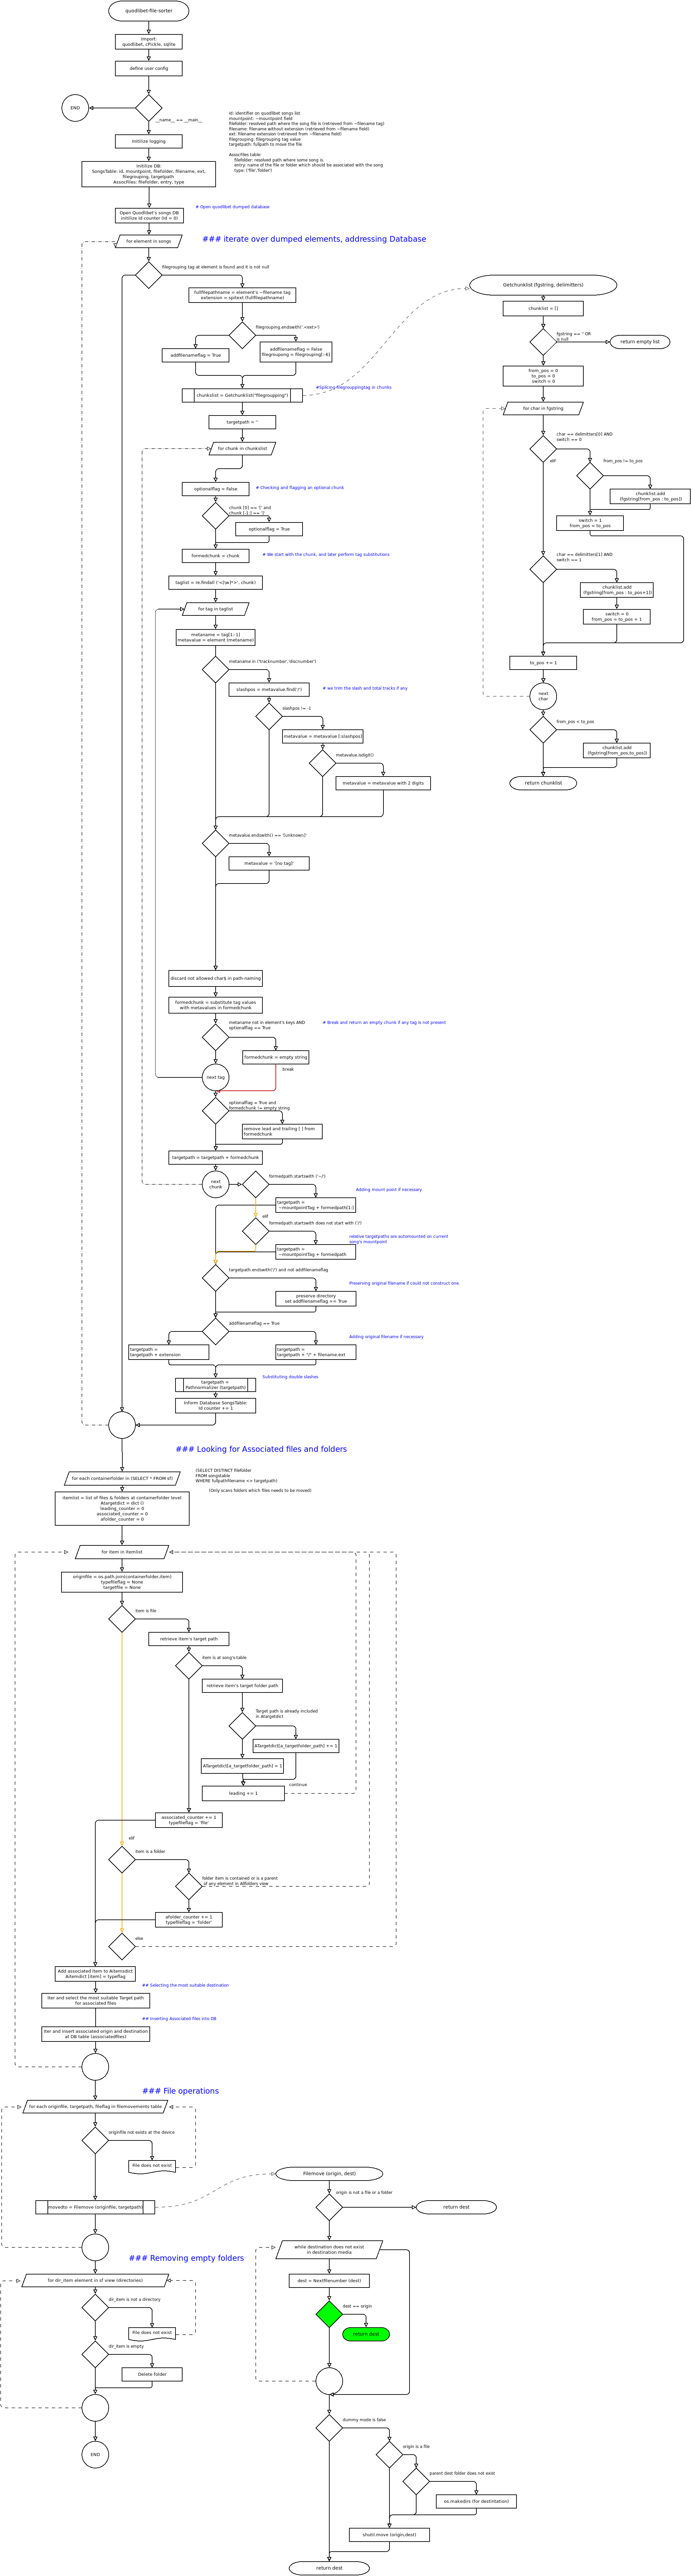 quodlibet-file-sorter
Import:
quodlibet, cPickle, sqlite
define user config
END
__name__ == __main__
Initilize logging
Initilize DB:
SongsTable: id, mountpoint, filefolder, filename, ext,
filegrouping, targetpath
Assocfiles: filefolder, entry, type
id: identifier on quodlibet songs list
mountpoint: ~mountpoint field
filefolder: resolved path where the song file is (retrieved from ~filename tag)
filename: filename without extension (retrieved from ~filename field)
ext: filename extension (retrieved from ~filename field)
filegrouping: filegrouping tag value
targetpath: fullpath to move the file
Assocfiles table:
filefolder: resolved path where some song is.
entry: name of the file or folder which should be associated with the song
type: ('file','folder')
Open Quodlibet's songs DB
initilize Id counter (id = 0)
# Open quodlibet dumped database
for element in songs
### iterate over dumped elements, addressing Database
filegrouping tag at element is found and it is not null
fullfilepathname = element's ~filename tag
extension = spitext (fullfilepathname)
filegrouping.endswith('.<ext>')
addfilenameflag = True
addfilenameflag = False
filegrouping = filegrouping[:-6]
chunkslist = Getchunklist("filegroupping")
#Splicing filegrouppingtag in chunks
targetpath = ''
for chunk in chunkslist
optionalflag = False
# Checking and flagging an optional chunk
chunk [0] == '[' and
chunk [-1:] == ']'
optionalflag = True
formedchunk = chunk
# We start with the chunk, and later perform tag substitutions
taglist = re.findall ('<[\w]*>', chunk)
for tag in taglist
metaname = tag[1:-1]
metavalue = element (metaname)
metaname in ('tracknumber','discnumber')
slashpos = metavalue.find('/')
# we trim the slash and total tracks if any
slashpos != -1
metavalue = metavalue [:slashpos]
metavalue.isdigit()
metavalue = metavalue with 2 digits
metavalue.endswith() == '[unknown]'
metavalue = '[no tag]'
discard not allowed chars in path-naming
formedchunk = substitute tag values
with metavalues in formedchunk
metaname not in element's keys AND
optionalflag == True
# Break and return an empty chunk if any tag is not present
formedchunk = empty string
break
next tag
optionalflag = True and
formedchunk != empty string
remove lead and trailing [ ] from
formedchunk
targetpath = targetpath + formedchunk
next
chunk
formedpath.startswith ('~/')
Adding mount point if necessary
targetpath =
~mountpointTag + formedpath[1:]
elif
formedpath.startswith does not start with ('/')
relative targetpaths are automounted on current
song's mountpoint
targetpath =
~mountpointTag + formedpath
targetpath.endswith('/') and not addfilenameflag
Preserving original filename if could not construct one.
preserve directory
set addfilenameflag == True
addfilenameflag == True
Adding original filename if necessary
targetpath =
targetpath + extension
targetpath =
targetpath + "/" + filename.ext
Substituting double slashes
targetpath =
Pathnormalizer (targetpath)
Inform Database SongsTable:
Id counter += 1
Getchunklist (fgstring, delimitters)
chunklist = []
fgstring == '' OR
is null
return empty list
from_pos = 0
to_pos = 0
switch = 0
for char in fgstring
char == delimitters[0] AND
switch == 0
elif
from_pos != to_pos
chunklist.add
(fgstring[from_pos : to_pos])
switch = 1
from_pos = to_pos
char == delimitters[1] AND
switch == 1
chunklist.add
(fgstring[from_pos : to_pos+1])
switch = 0
from_pos = to_pos + 1
to_pos += 1
next
char
from_pos < to_pos
chunklist.add
(fgstring[from_pos,to_pos])
return chunklist
### Looking for Associated files and folders
for each containerfolder in (SELECT * FROM sf)
(SELECT DISTINCT filefolder
FROM songstable
WHERE fullpathfilename <> targetpath)
(Only scans folders which files needs to be moved)
itemlist = list of files & folders at containerfolder level
Atargetdict = dict ()
leading_counter = 0
associated_counter = 0
afolder_counter = 0
for item in itemlist
originfile = os.path.join(containerfolder,item)
typefileflag = None
targetfile = None
item is file
retrieve item's target path
item is at song's-table
retrieve item's target folder path
Target path is already included
in Atargetdict
ATargetdict[a_targetfolder_path] += 1
ATargetdict[a_targetfolder_path] = 1
continue
leading += 1
associated_counter += 1
typefileflag = 'file'
elif
item is a folder
folder item is contained or is a parent
of any element in Allfolders view
afolder_counter += 1
typefileflag = 'folder'
else
Add associated item to Aitemsdict
Aitemdict [item] = typeflag
## Selecting the most suitable destination
Iter and select the most suitable Target path
for associated files
## Inserting Associated files into DB
Iter and insert associated origin and destination
at DB table (associatedfiles)
### File operations
for each originfile, targetpath, fileflag in filemovements table
originfile not exists at the device
File does not exist
movedto = Filemove (originfile, targetpath)
### Removing empty folders
for dir_item element in sf view (directories)
dir_item is not a directory
File does not exist
dir_item is empty
Delete folder
END
Filemove (origin, dest)
origin is not a file or a folder
return dest
while destination does not exist
in destination media
dest = Nextfilenumber (dest)
dest == origin
return dest
dummy mode is false
origin is a file
parent dest folder does not exist
os.makedirs (for destintation)
shutil.move (origin,dest)
return dest